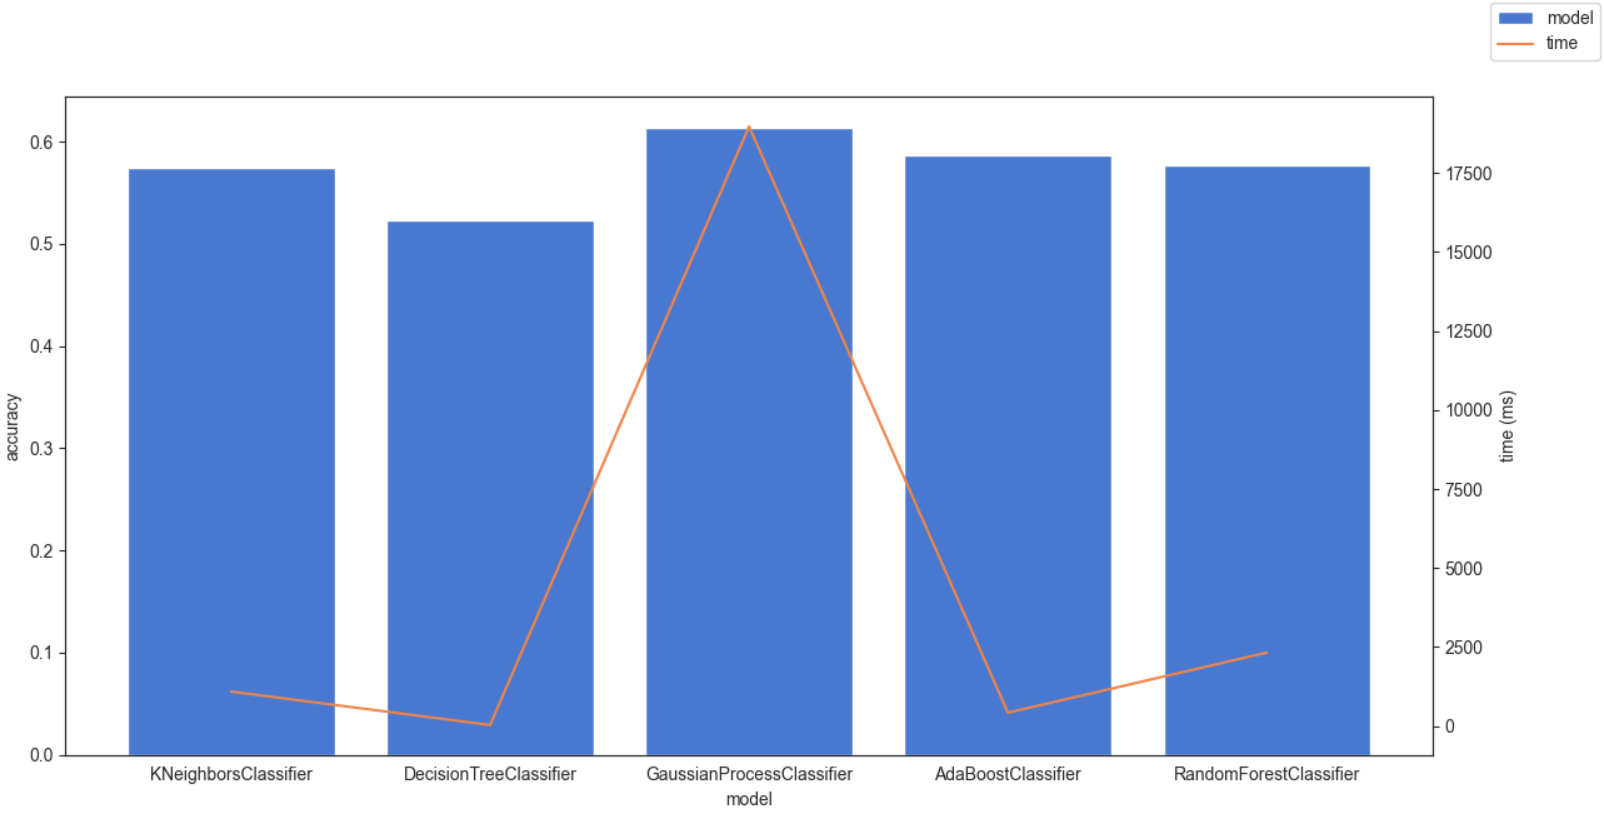 model
time
0.6
0.5
0.4
0.3
0.2
0.1
0.0
accuracy
17500
15000
12500
10000
7500
5000
2500
0
time (ms)
KNeighborsClassifier DecisionTreeClassifier GaussianProcessClassifier AdaBoostClassifier RandomForestClassifier
model